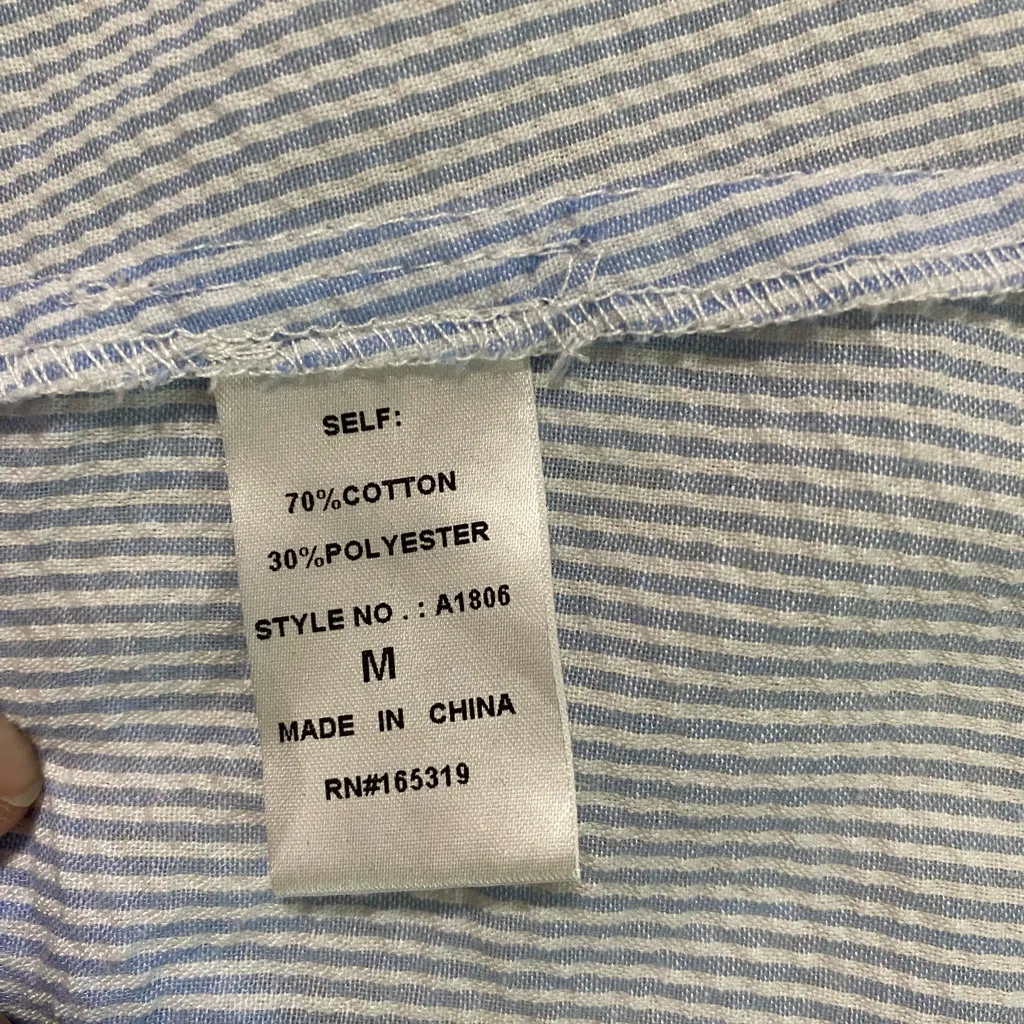 SELF:
70%COTTON
30%POLYESTER
STYLE NO.: A1806
M
MADE IN CHINA
RN#165319